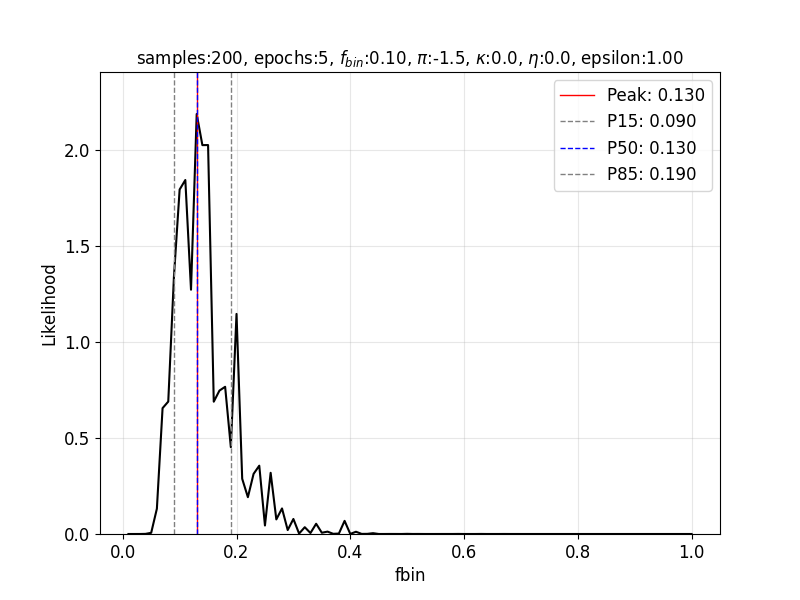 samples:200, epochs:5, f_bin:0.10, π:-1.5, κ:0.0, η:0.0, epsilon:1.00
Peak: 0.130
P15: 0.090
P50: 0.130
P85: 0.190
Likelihood
2.0
1.5
1.0
0.5
0.0
0.0 0.2 0.4 0.6 0.8 1.0
fbin